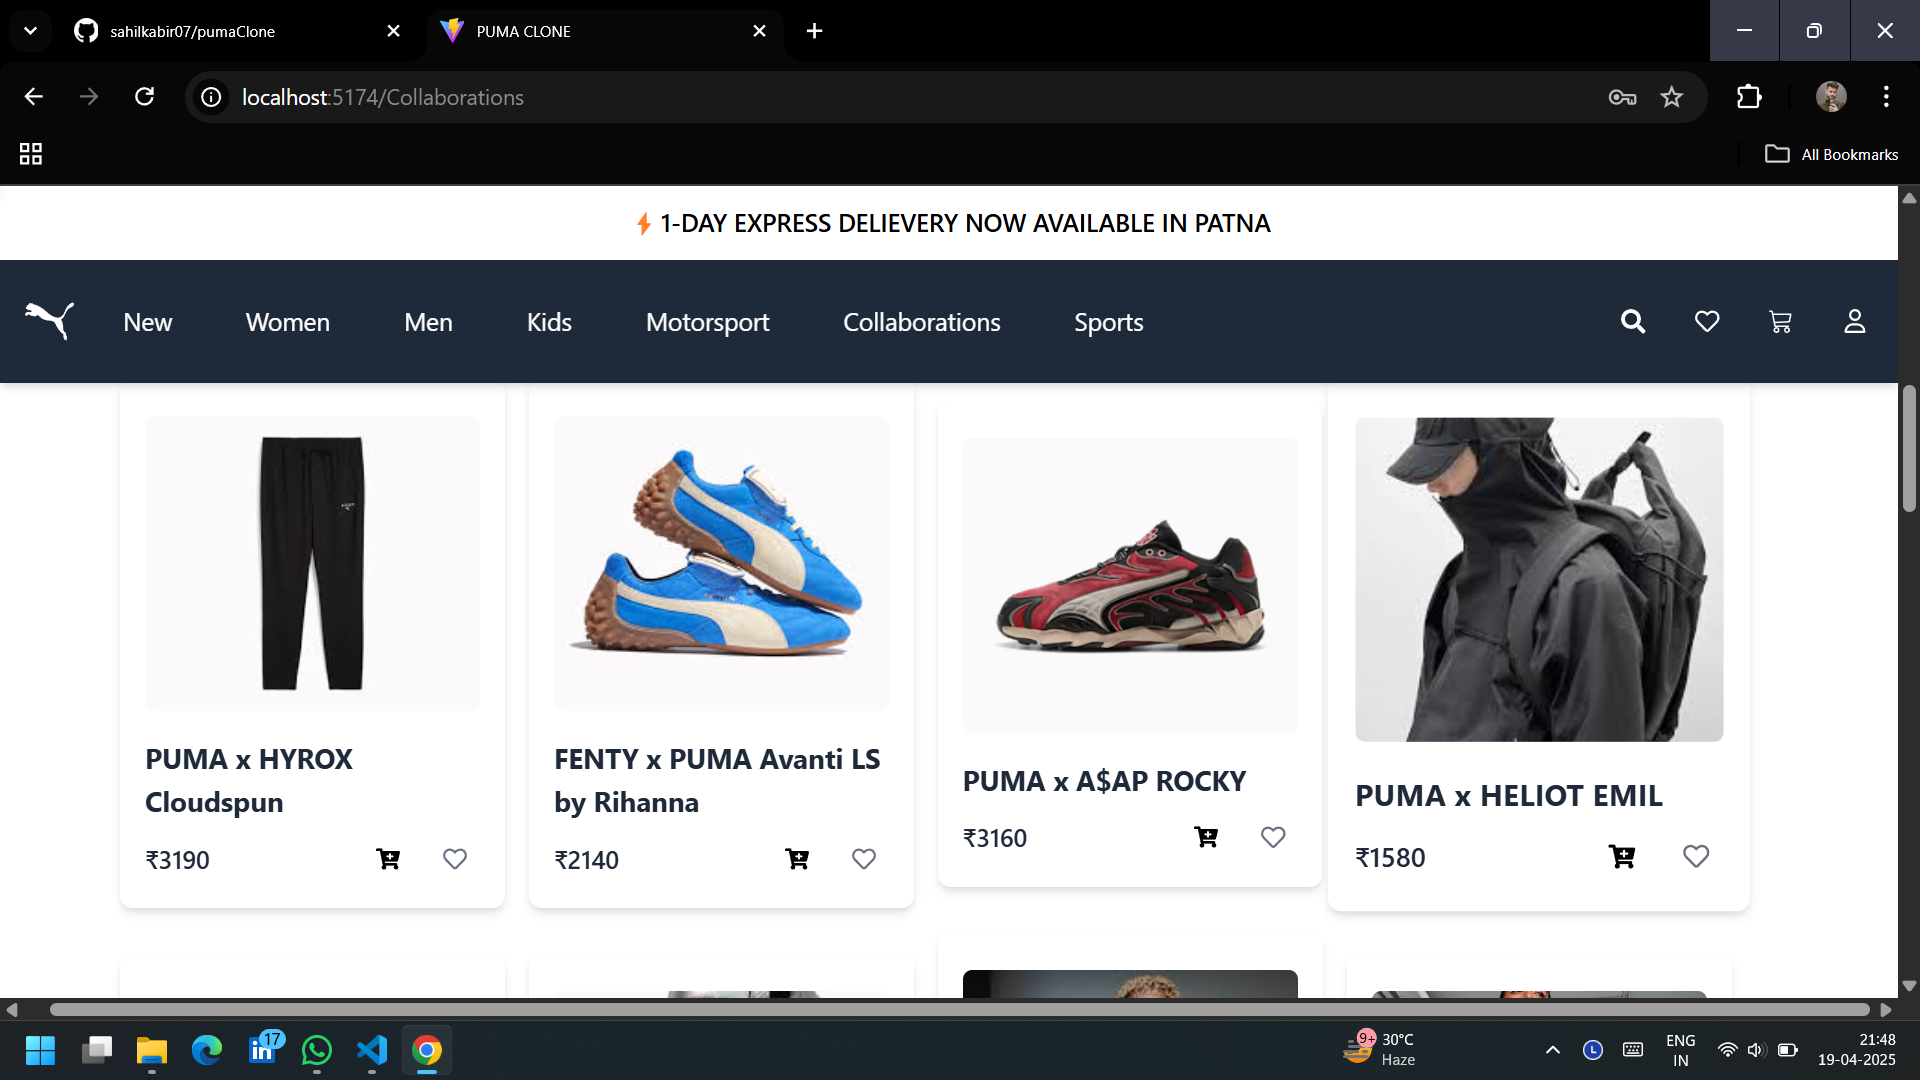 sahilkabir07/pumaClone
PUMA CLONE
localhost:5174/Collaborations
All Bookmarks
1-DAY EXPRESS DELIEVERY NOW AVAILABLE IN PATNA
New Women Men Kids Motorsport Collaborations Sports
PUMA x HYROX
Cloudspun
₹3190
FENTY x PUMA Avanti LS
by Rihanna
₹2140
PUMA x A$AP ROCKY
₹3160
PUMA x HELIOT EMIL
₹1580
17
9+
30°C
Haze
L
ENG
IN
21:48
19-04-2025